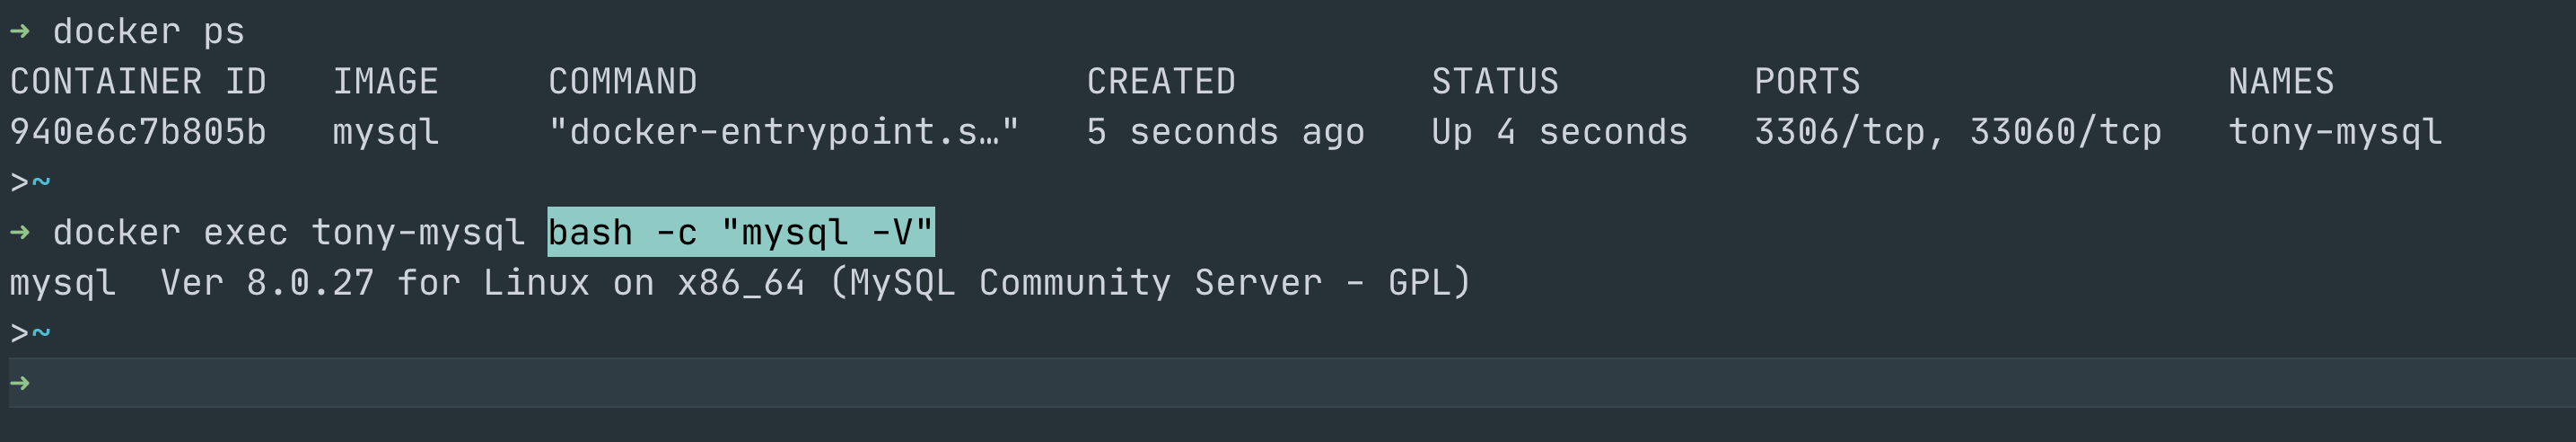 ➜ docker ps
CONTAINER ID   IMAGE     COMMAND                  CREATED         STATUS         PORTS                 NAMES
940e6c7b805b   mysql     "docker-entrypoint.s…"   5 seconds ago   Up 4 seconds   3306/tcp, 33060/tcp   tony-mysql
>~
➜ docker exec tony-mysql bash -c "mysql -V"
mysql  Ver 8.0.27 for Linux on x86_64 (MySQL Community Server - GPL)
>~
➜